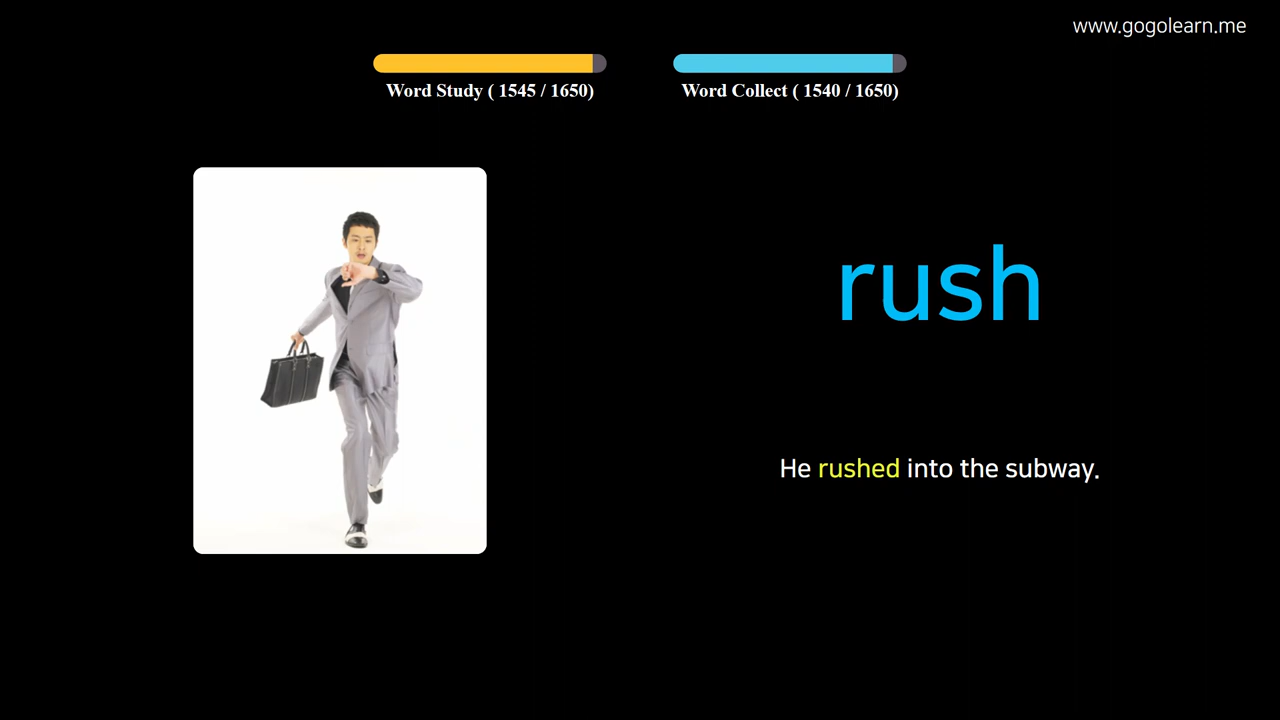 www.gogolearn.me
Word Study ( 1545 / 1650)
Word Collect ( 1540 / 1650)
rush
He rushed into the subway.